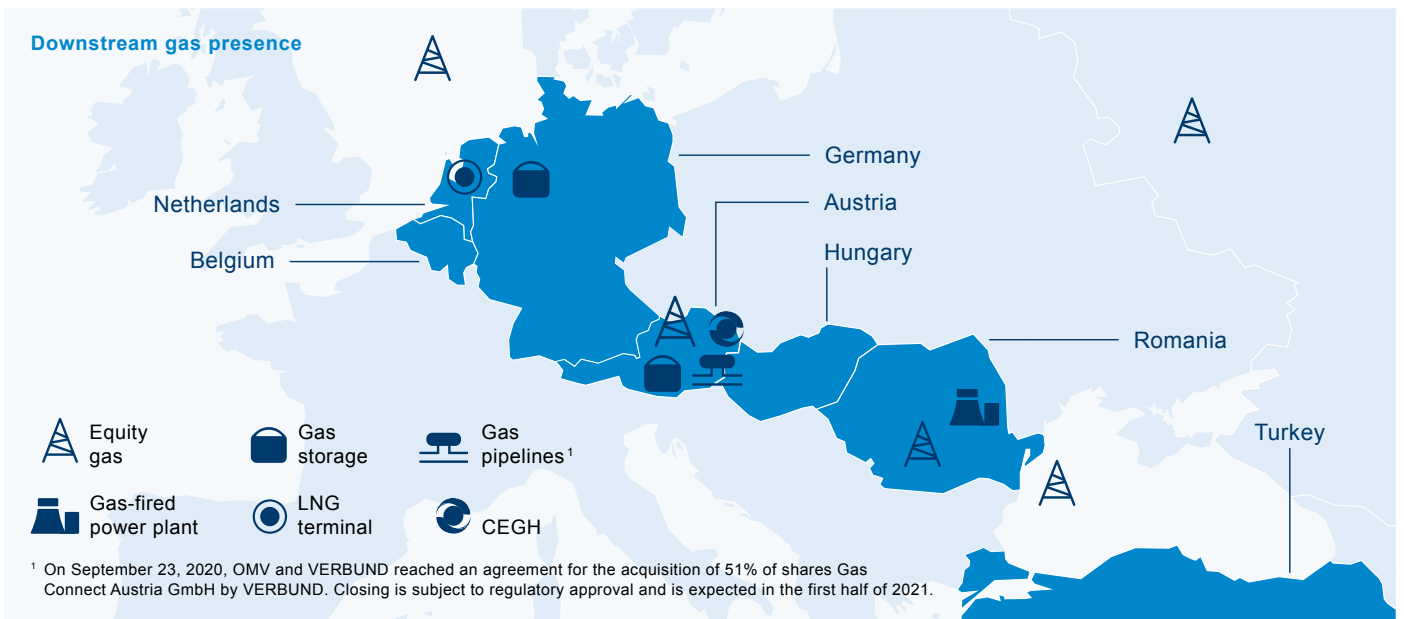 Downstream gas presence
Germany
Netherlands
Austria
Belgium
Hungary
Romania
Turkey
Equity
gas
Gas
storage
Gas
pipelines¹
Gas-fired
power plant
LNG
terminal
CEGH
¹ On September 23, 2020, OMV and VERBUND reached an agreement for the acquisition of 51% of shares Gas
Connect Austria GmbH by VERBUND. Closing is subject to regulatory approval and is expected in the first half of 2021.